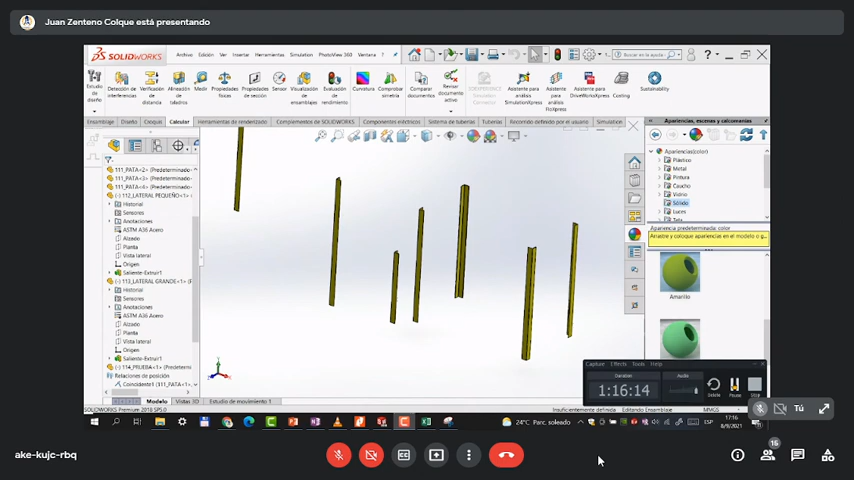 Juan Zenteno Colque está presentando
SOLIDWORKS
Archivo Edición Ver Insertar Herramientas Simulation PhotoView 360 Ventana ?
Estudio de diseño
Detección de interferencias
Verificación de distancia
Alineación de taladros
Medir
Propiedades físicas
Propiedades de sección
Sensor
Visualización de ensamblajes
Evaluación de rendimiento
Curvatura
Comprobar simetría
Comparar documentos
Revisar documento activo
Asistente para análisis SimulationXpress
Asistente para análisis FloXpress
Asistente para DriveWorksXpress
Costing
Sustainability
Ensamblaje Diseño Croquis Calcular Herramientas de renderizado Complementos de SOLIDWORKS Componentes eléctricos Sistema de tuberías Tuberías Recorrido definido por el usuario Simulation
Apariencias, escenas y calcomanías
111_PATA<2> (Predeterminado
111_PATA<3> (Predeterminado
111_PATA<4> (Predeterminado
(-) 112_LATERAL PEQUEÑO<1> (
Historial
Sensores
Anotaciones
ASTM A36 Acero
Alzado
Planta
Vista lateral
Origen
Saliente-Extruir1
(-) 113_LATERAL GRANDE<1> (F
Historial
Sensores
Anotaciones
ASTM A36 Acero
Alzado
Planta
Vista lateral
Origen
Saliente-Extruir1
(-) 114_PRUEBA<1> (Predetermi
Relaciones de posición
Coincidente1 (111_PATA<1
Apariencias(color)
Plástico
Metal
Pintura
Caucho
Vidrio
Sólido
Luces
Tela
Apariencia predeterminada: color
Arrastre y coloque apariencias en el modelo o g...
Amarillo
Capture Effects Tools Help
Duration
Audio
1:16:14
Delete
Pause
Stop
Modelo Vistas 3D Estudio de movimiento 1
SOLIDWORKS Premium 2018 SP5.0
Insuficientemente definida
Editando Ensamblaje
MMGS
24°C Parc. soleado
ESP
17:16
8/9/2021
Tú
ake-kujc-rbq
15